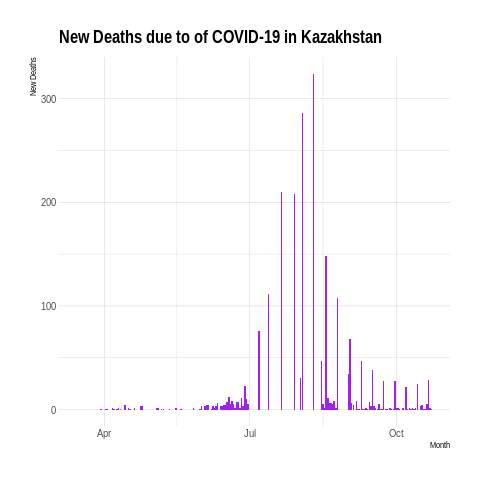 New Deaths due to of COVID-19 in Kazakhstan
New Deaths
300
200
100
0
Apr
Jul
Oct
Month